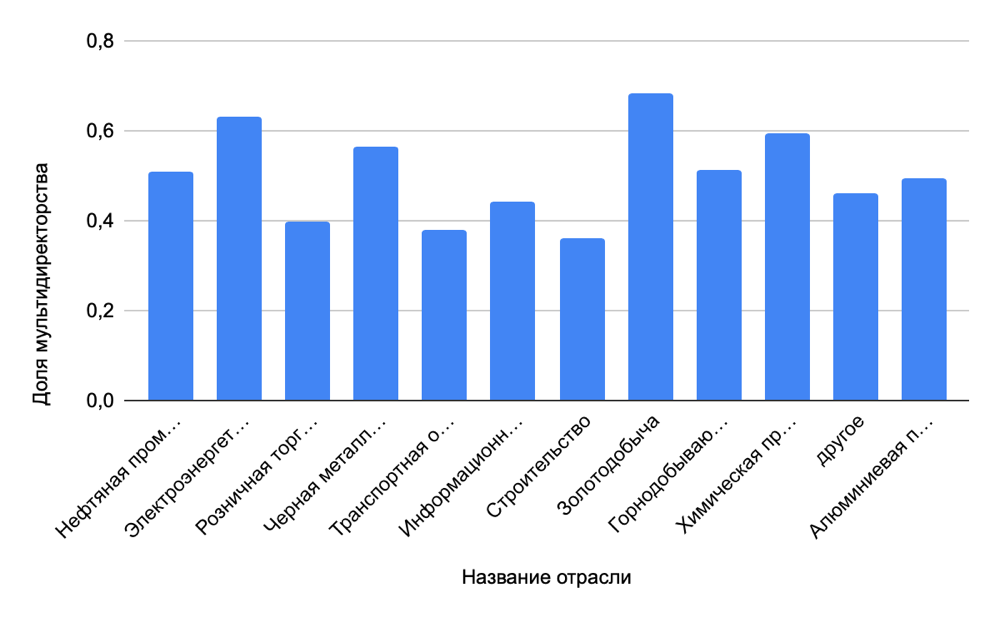 Доля мультидиректорства
0,8
0,6
0,4
0,2
0,0
Нефтяная пром…
Электроэнергет…
Розничная торг…
Черная металл…
Транспортная о…
Информационн…
Строительство
Золотодобыча
Горнодобываю…
Химическая пр…
другое
Алюминиевая п…
Название отрасли